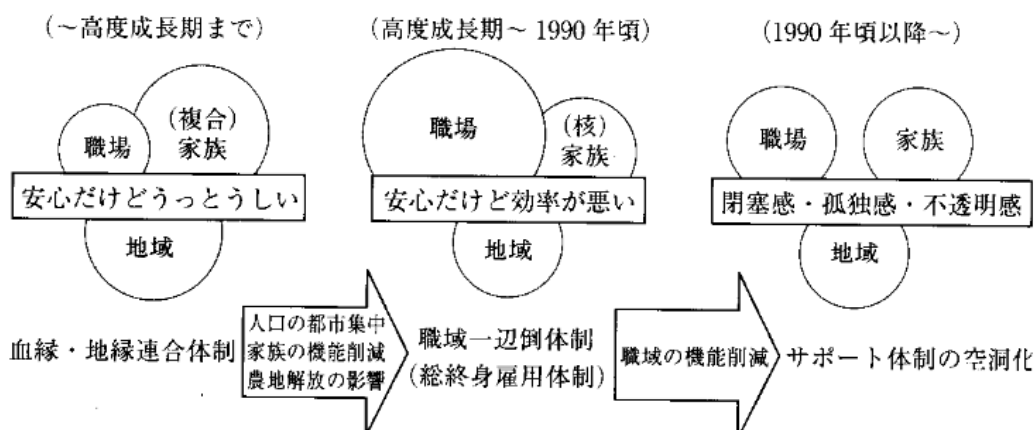 (〜高度成長期まで)
(高度成長期〜1990年頃)
(1990年頃以降〜)
職場
(複合)
家族
安心だけどうっとうしい
地域
職場
(核)
家族
安心だけど効率が悪い
地域
職場
家族
閉塞感・孤独感・不透明感
地域
血縁・地縁連合体制
人口の都市集中
家族の機能削減
農地解放の影響
職域一辺倒体制
(総終身雇用体制)
職域の機能削減
サポート体制の空洞化